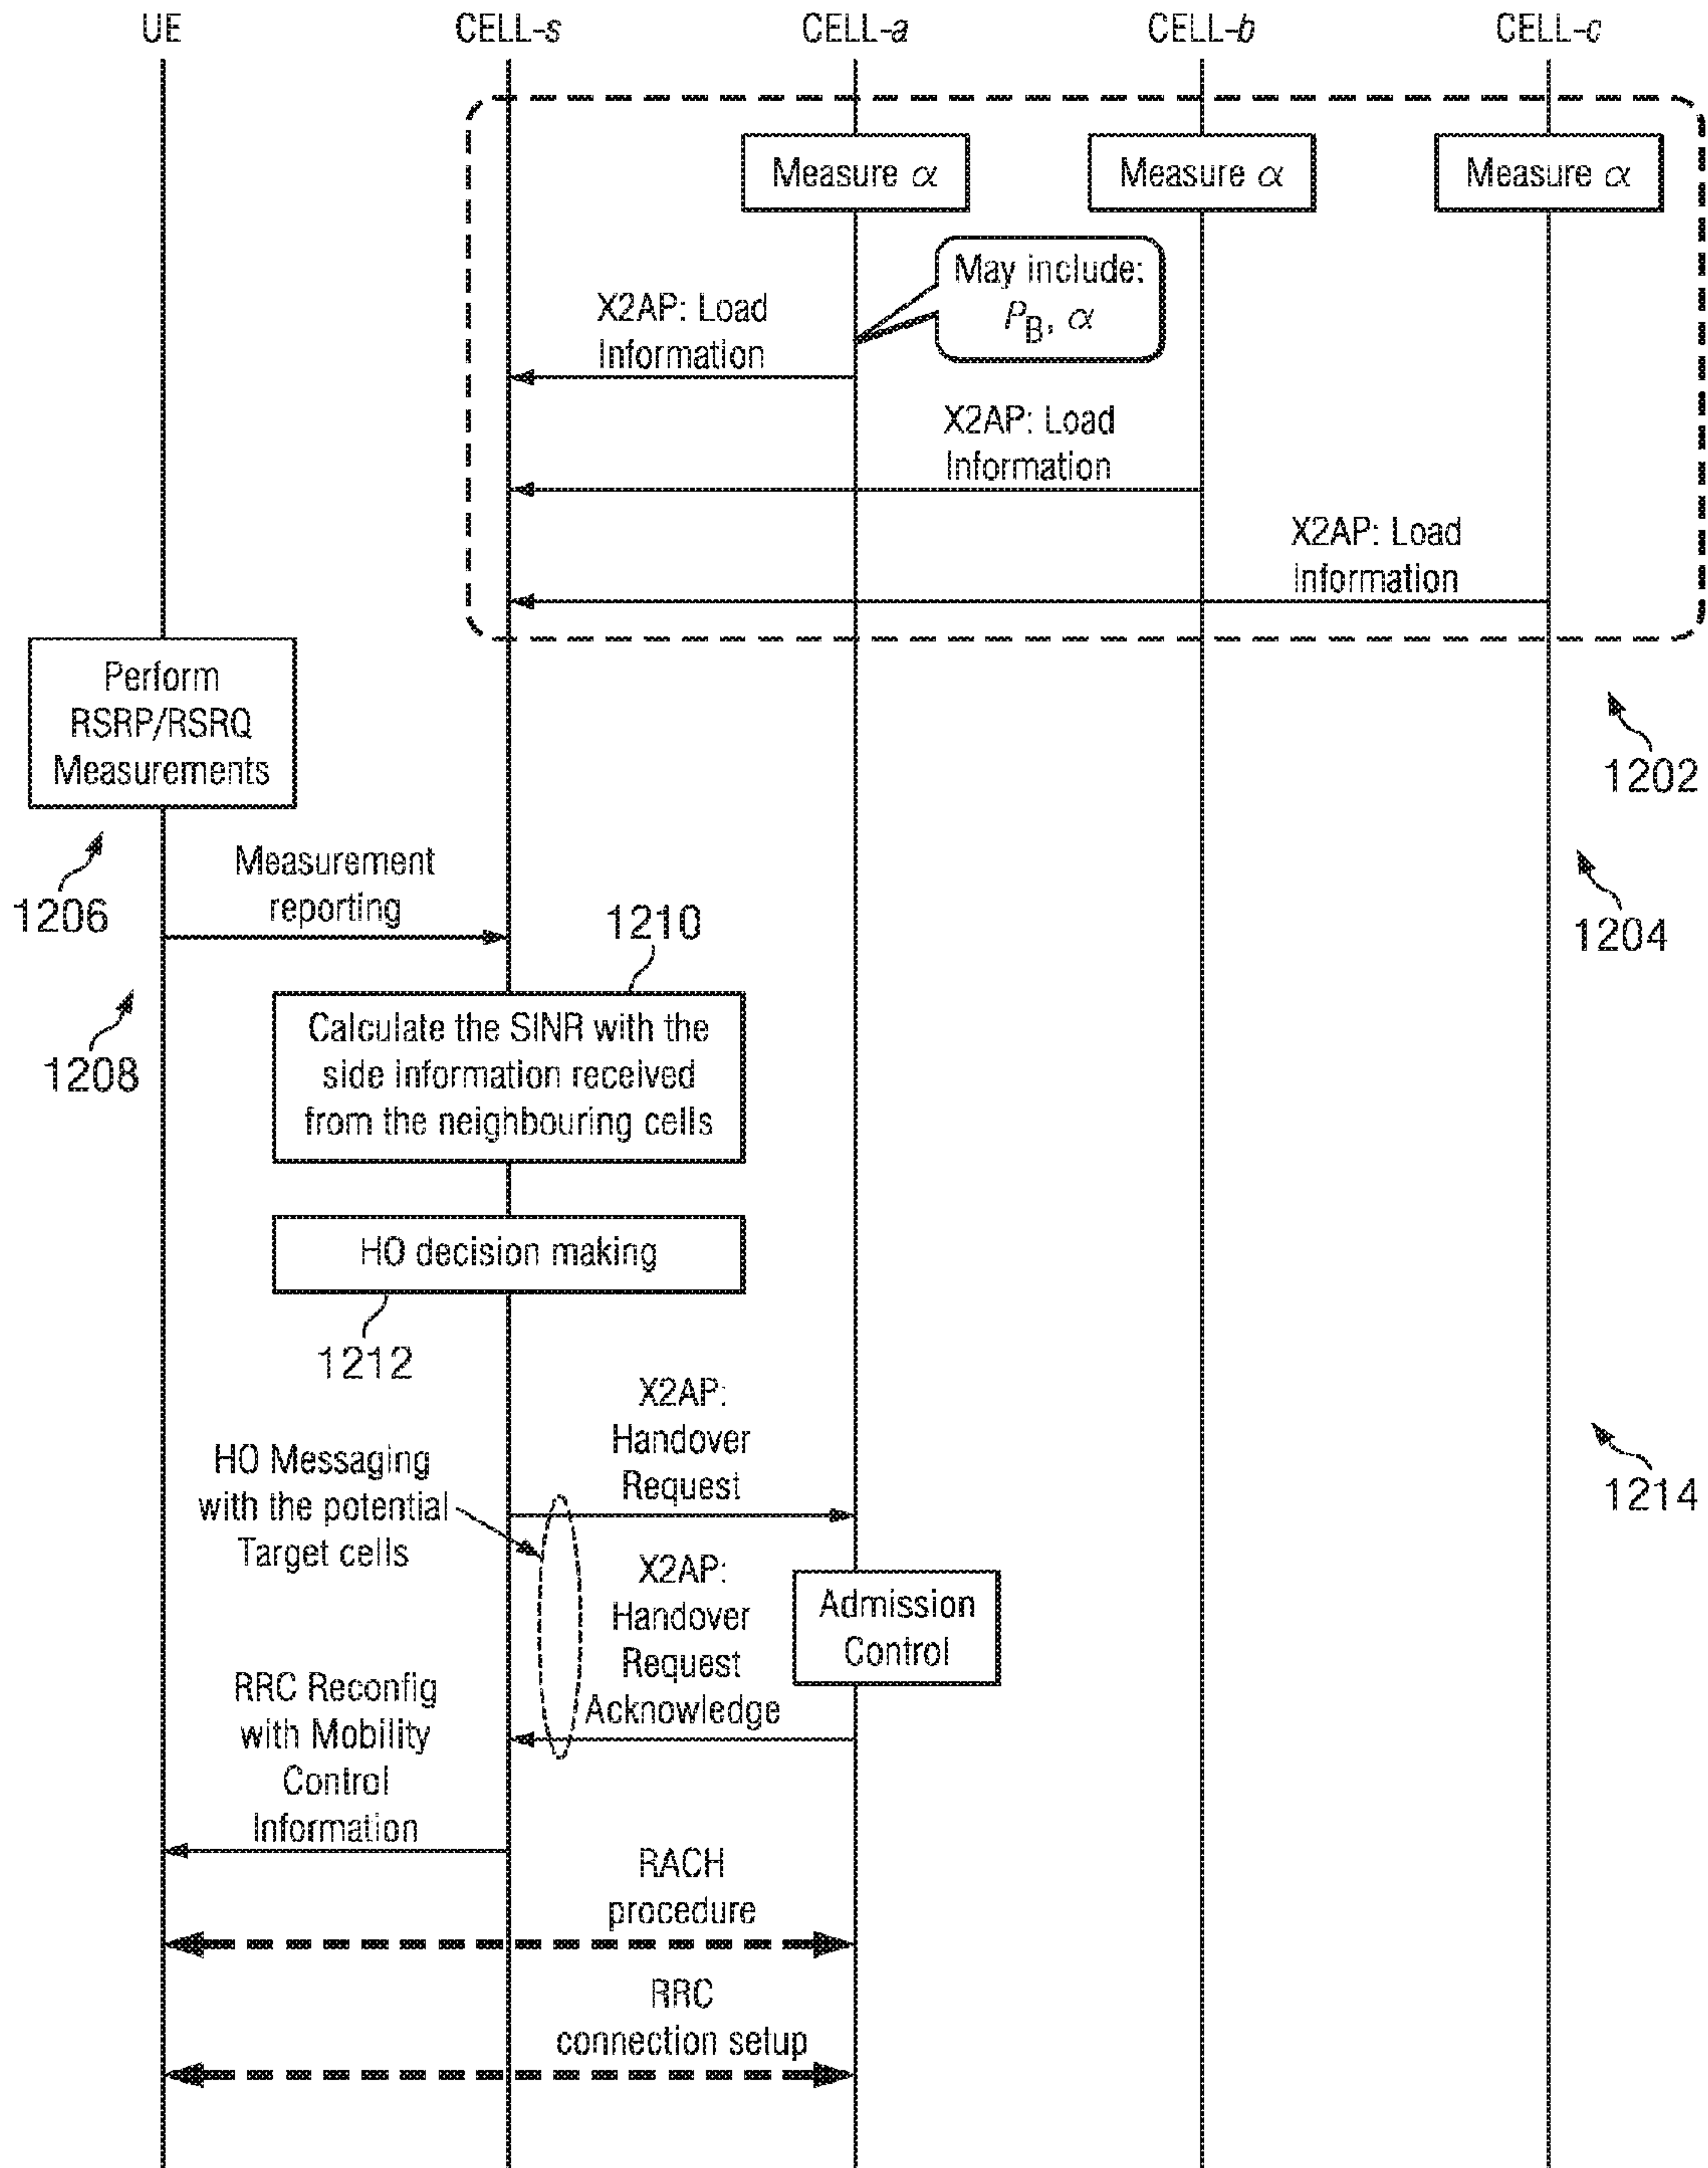 UE
CELL-s
CELL-a
CELL-b
CELL-c
Measure α
Measure α
Measure α
May include:
P_B, α
X2AP: Load
Information
X2AP: Load
Information
X2AP: Load
Information
Perform
RSRP/RSRQ
Measurements
1202
1206
Measurement
reporting
1204
1210
1208
Calculate the SINR with the
side information received
from the neighbouring cells
HO decision making
1212
X2AP:
Handover
Request
HO Messaging
with the potential
Target cells
1214
X2AP:
Handover
Request
Acknowledge
Admission
Control
RRC Reconfig
with Mobility
Control
Information
RACH
procedure
RRC
connection setup